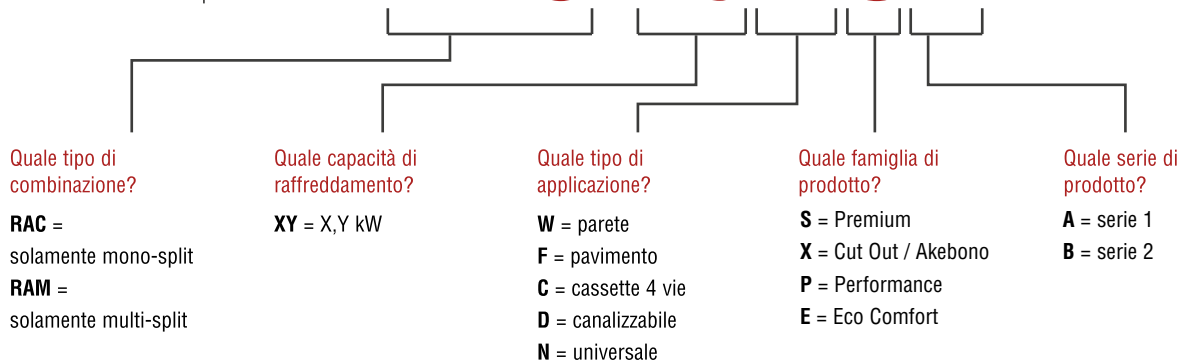 Quale tipo di
combinazione?
RAC =
solamente mono-split
RAM =
solamente multi-split
Quale capacità di
raffreddamento?
XY = X,Y kW
Quale tipo di
applicazione?
W = parete
F = pavimento
C = cassette 4 vie
D = canalizzabile
N = universale
Quale famiglia di
prodotto?
S = Premium
X = Cut Out / Akebono
P = Performance
E = Eco Comfort
Quale serie di
prodotto?
A = serie 1
B = serie 2